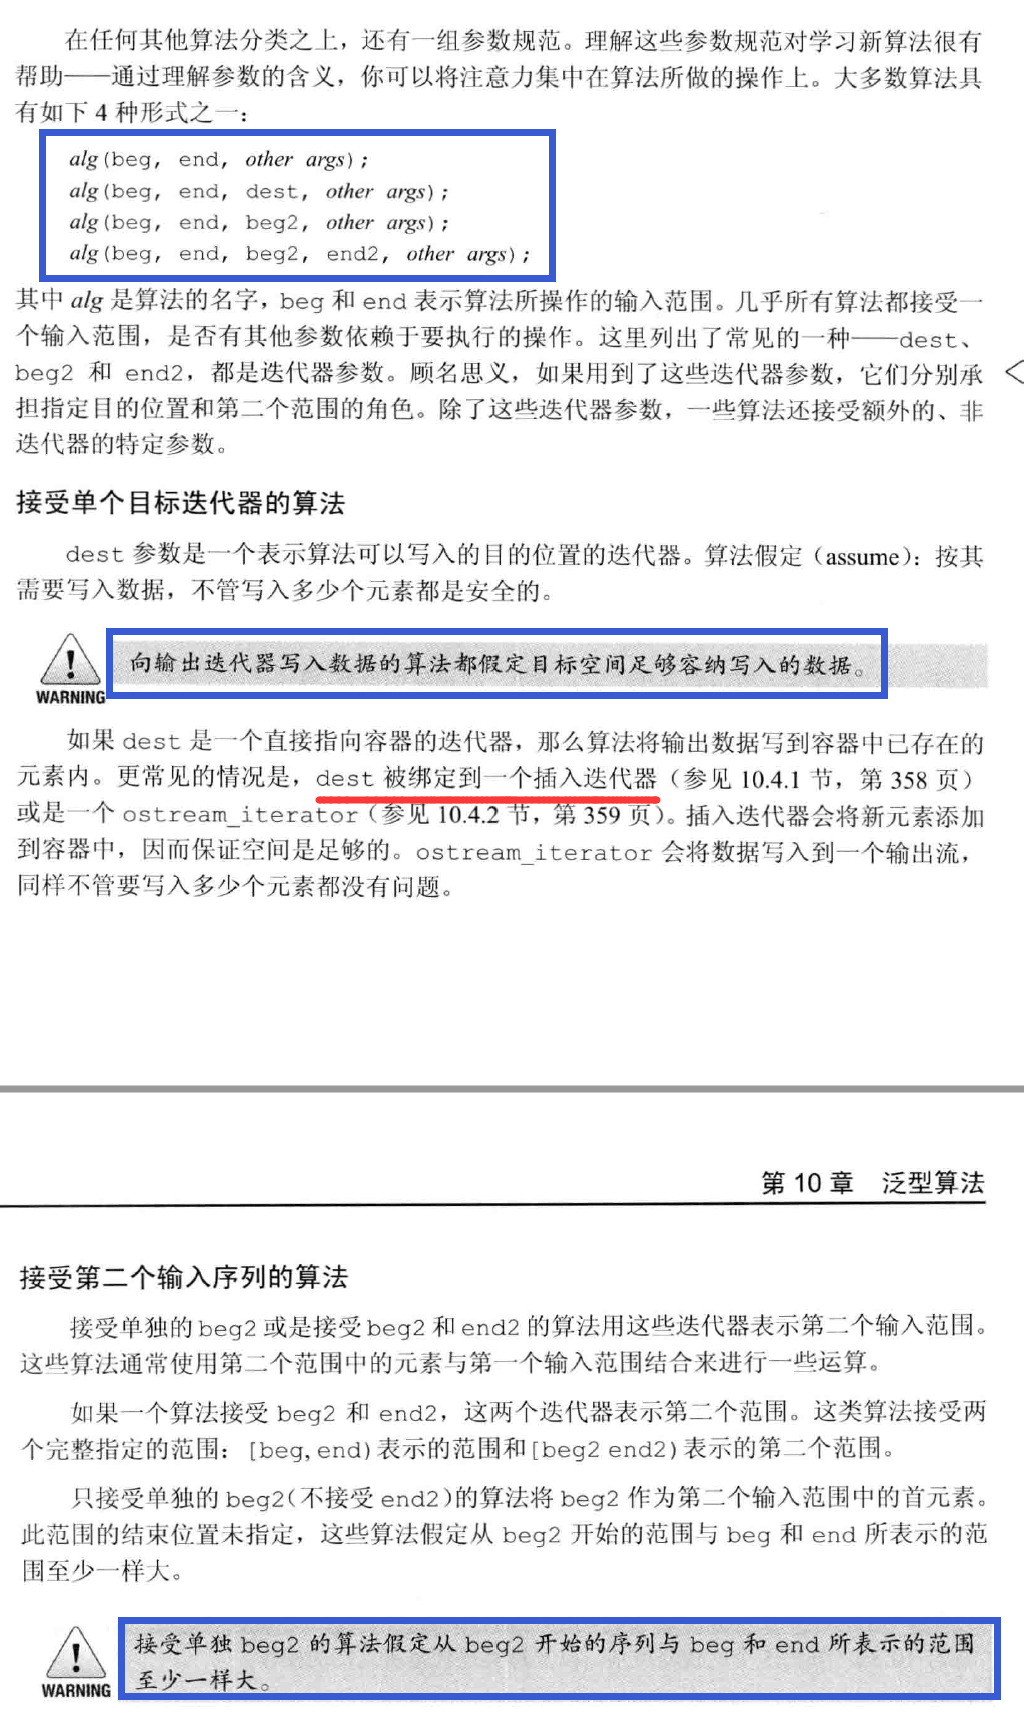 在任何其他算法分类之上，还有一组参数规范。理解这些参数规范对学习新算法很有
帮助——通过理解参数的含义，你可以将注意力集中在算法所做的操作上。大多数算法具
有如下 4 种形式之一：
alg(beg, end, other args);
alg(beg, end, dest, other args);
alg(beg, end, beg2, other args);
alg(beg, end, beg2, end2, other args);
其中 alg 是算法的名字，beg 和 end 表示算法所操作的输入范围。几乎所有算法都接受一
个输入范围，是否有其他参数依赖于要执行的操作。这里列出了常见的一种——dest、
beg2 和 end2，都是迭代器参数。顾名思义，如果用到了这些迭代器参数，它们分别承
担指定目的位置和第二个范围的角色。除了这些迭代器参数，一些算法还接受额外的、非
迭代器的特定参数。
接受单个目标迭代器的算法
dest 参数是一个表示算法可以写入的目的位置的迭代器。算法假定（assume）：按其
需要写入数据，不管写入多少个元素都是安全的。
WARNING 向输出迭代器写入数据的算法都假定目标空间足够容纳写入的数据。
如果 dest 是一个直接指向容器的迭代器，那么算法将输出数据写到容器中已存在的
元素内。更常见的情况是，dest 被绑定到一个插入迭代器（参见 10.4.1 节，第 358 页）
或是一个 ostream_iterator（参见 10.4.2 节，第 359 页）。插入迭代器会将新元素添加
到容器中，因而保证空间是足够的。ostream_iterator 会将数据写入到一个输出流，
同样不管要写入多少个元素都没有问题。
第 10 章 泛型算法
接受第二个输入序列的算法
接受单独的 beg2 或是接受 beg2 和 end2 的算法用这些迭代器表示第二个输入范围。
这些算法通常使用第二个范围中的元素与第一个输入范围结合来进行一些运算。
如果一个算法接受 beg2 和 end2，这两个迭代器表示第二个范围。这类算法接受两
个完整指定的范围：[beg, end)表示的范围和[beg2 end2)表示的第二个范围。
只接受单独的 beg2(不接受 end2)的算法将 beg2 作为第二个输入范围中的首元素。
此范围的结束位置未指定，这些算法假定从 beg2 开始的范围与 beg 和 end 所表示的范
围至少一样大。
接受单独 beg2 的算法假定从 beg2 开始的序列与 beg 和 end 所表示的范围
至少一样大。
WARNING